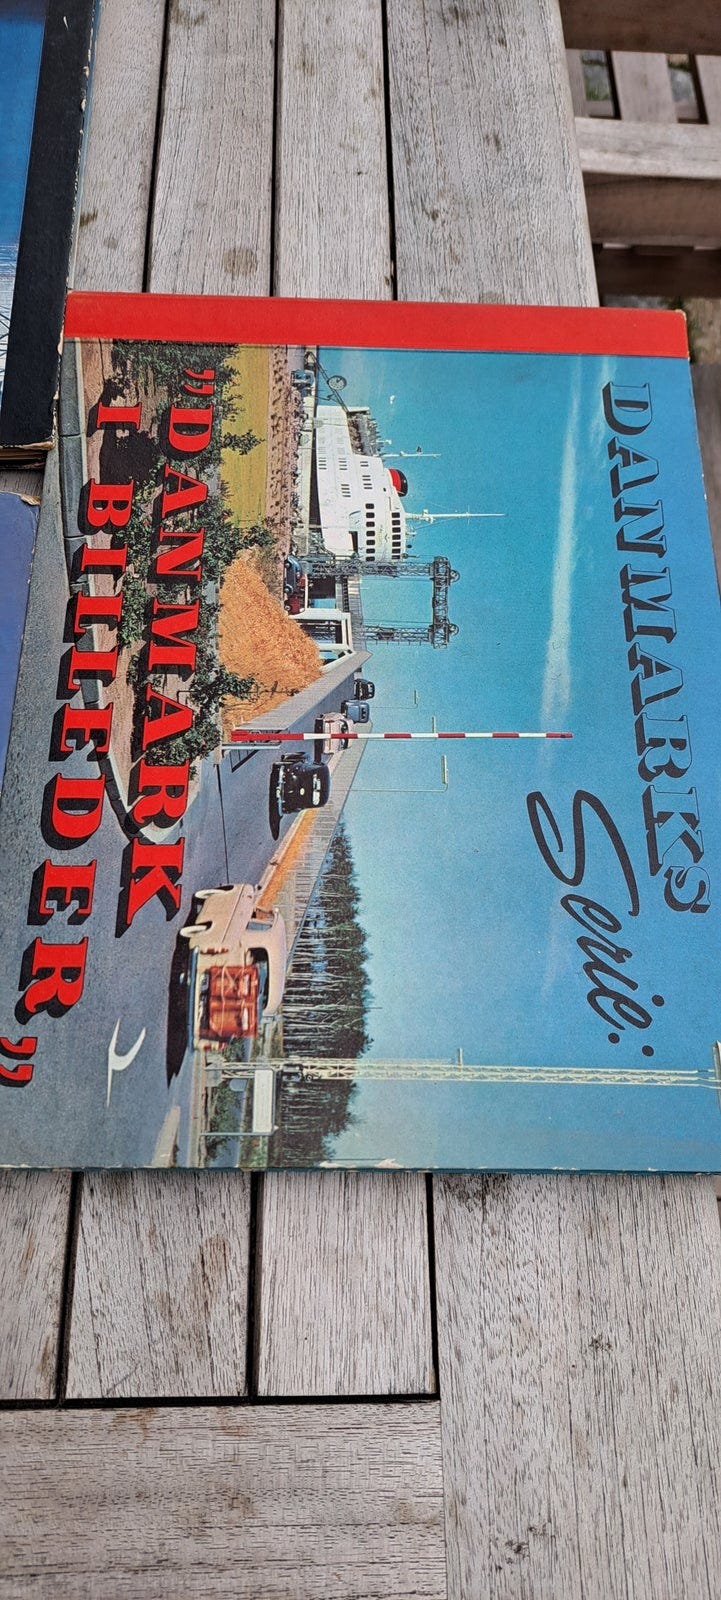 DANMARKS
Serie:
"DANMARK
I BILLEDER"